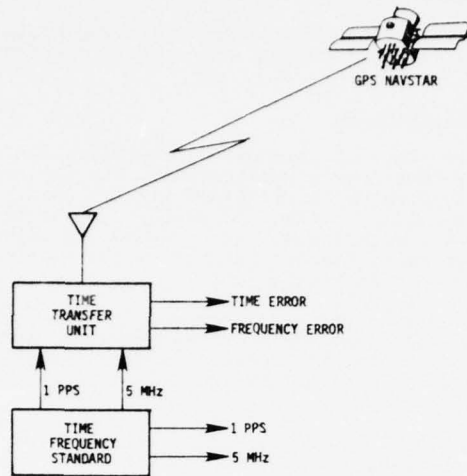 GPS NAVSTAR
TIME
TRANSFER
UNIT
TIME ERROR
FREQUENCY ERROR
1 PPS
5 MHz
TIME
FREQUENCY
STANDARD
1 PPS
5 MHz